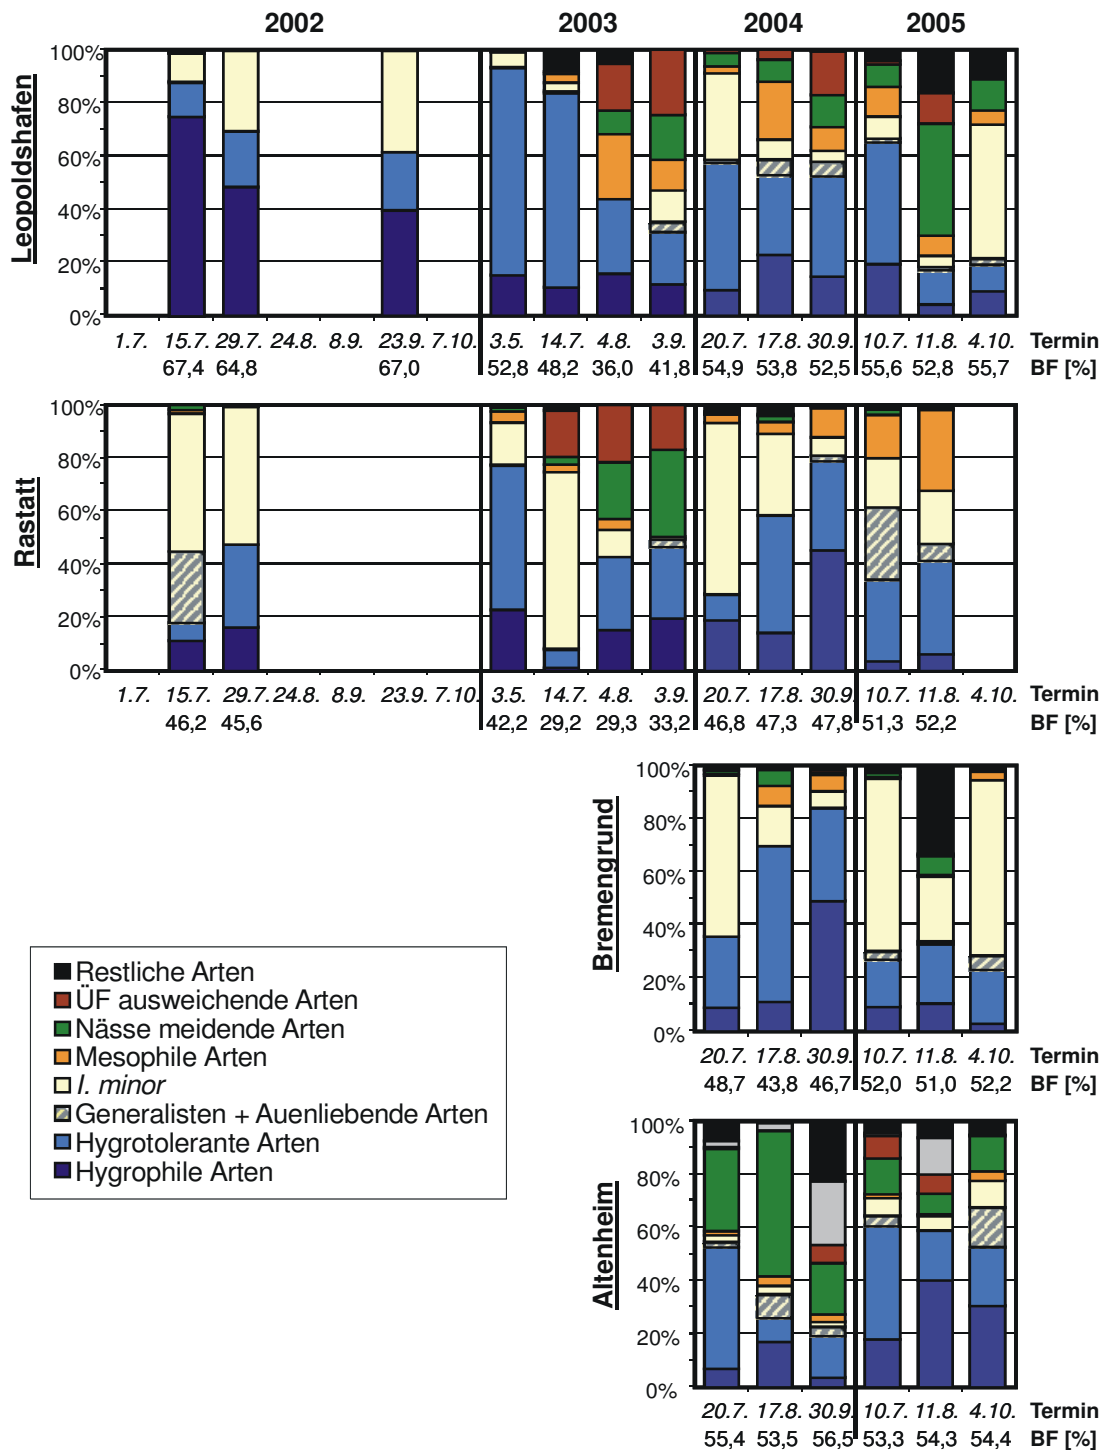 2002 2003 2004 2005
Leopoldshafen
100%
80%
60%
40%
20%
0%
1.7. 15.7. 29.7. 24.8. 8.9. 23.9. 7.10. 3.5. 14.7. 4.8. 3.9. 20.7. 17.8. 30.9. 10.7. 11.8. 4.10. Termin
67,4 64,8 67,0 52,8 48,2 36,0 41,8 54,9 53,8 52,5 55,6 52,8 55,7 BF [%]
Rastatt
100%
80%
60%
40%
20%
0%
1.7. 15.7. 29.7. 24.8. 8.9. 23.9. 7.10. 3.5. 14.7. 4.8. 3.9. 20.7. 17.8. 30.9. 10.7. 11.8. 4.10. Termin
46,2 45,6 42,2 29,2 29,3 33,2 46,8 47,3 47,8 51,3 52,2 BF [%]
Bremengrund
100%
80%
60%
40%
20%
0%
20.7. 17.8. 30.9. 10.7. 11.8. 4.10. Termin
48,7 43,8 46,7 52,0 51,0 52,2 BF [%]
Restliche Arten
ÜF ausweichende Arten
Nässe meidende Arten
Mesophile Arten
I. minor
Generalisten + Auenliebende Arten
Hygrotolerante Arten
Hygrophile Arten
Altenheim
100%
80%
60%
40%
20%
0%
20.7. 17.8. 30.9. 10.7. 11.8. 4.10. Termin
55,4 53,5 56,5 53,3 54,3 54,4 BF [%]